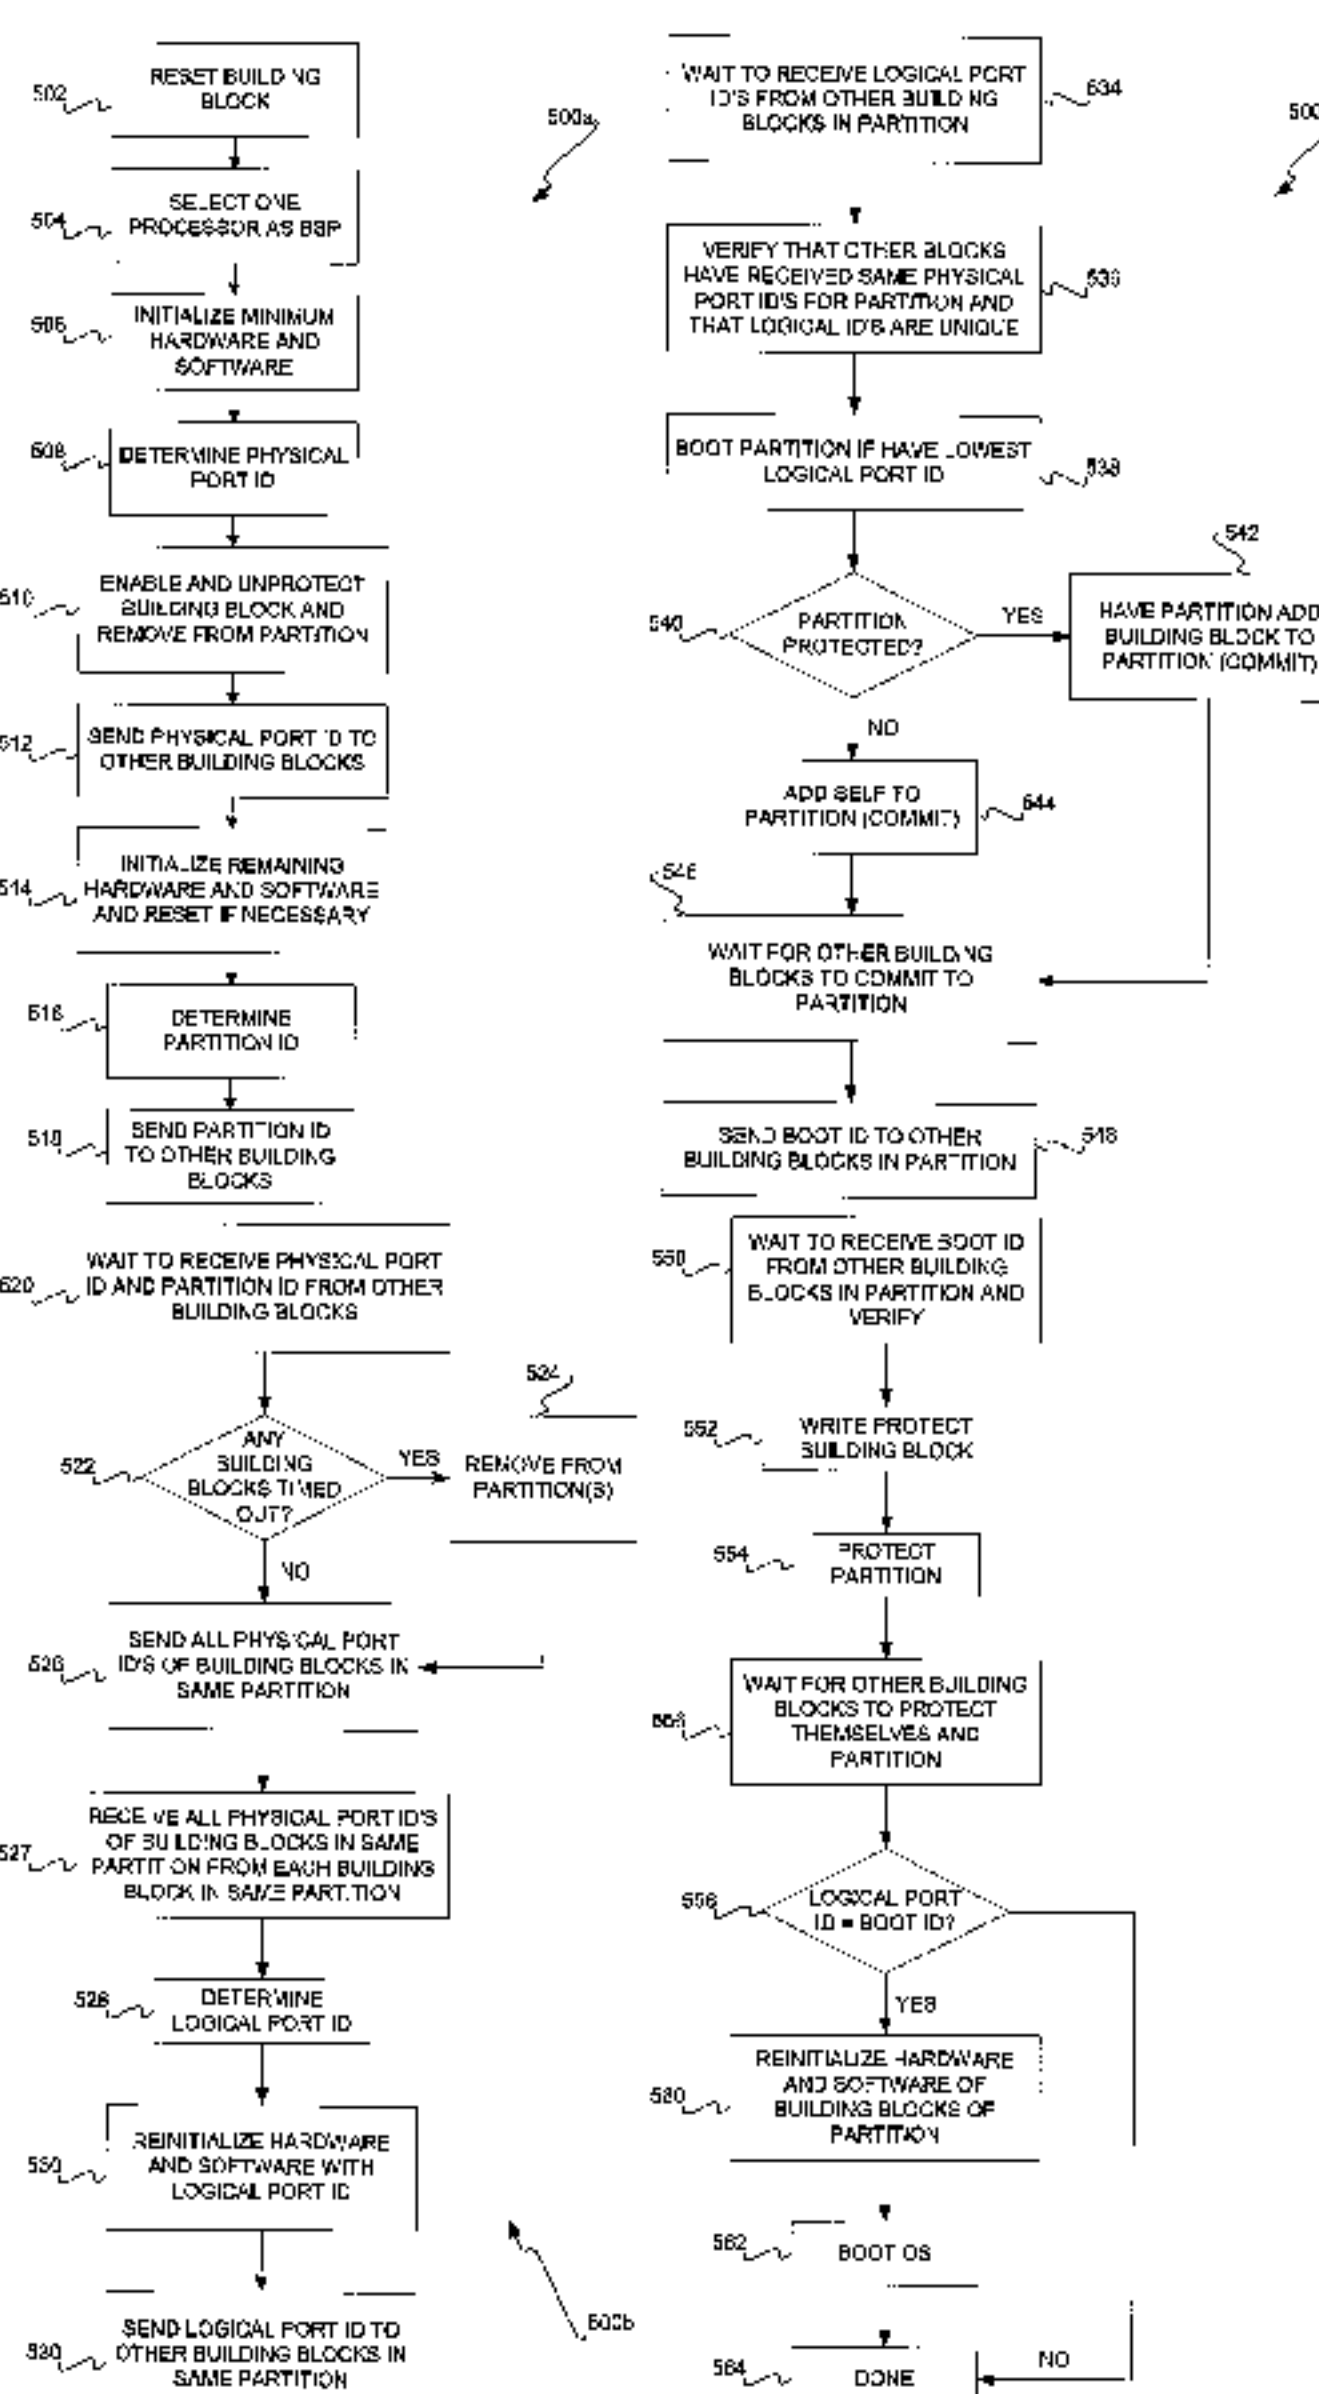 502
RESET BUILDING
BLOCK
504
SELECT ONE
PROCESSOR AS BSP
506
INITIALIZE MINIMUM
HARDWARE AND
SOFTWARE
508
DETERMINE PHYSICAL
PORT ID
510
ENABLE AND UNPROTECT
BUILDING BLOCK AND
REMOVE FROM PARTITION
512
SEND PHYSICAL PORT ID TO
OTHER BUILDING BLOCKS
514
INITIALIZE REMAINING
HARDWARE AND SOFTWARE
AND RESET IF NECESSARY
516
DETERMINE
PARTITION ID
518
SEND PARTITION ID
TO OTHER BUILDING
BLOCKS
520
WAIT TO RECEIVE PHYSICAL PORT
ID AND PARTITION ID FROM OTHER
BUILDING BLOCKS
522
ANY
BUILDING
BLOCKS TIMED
OUT?
YES
524
REMOVE FROM
PARTITION(S)
NO
526
SEND ALL PHYSICAL PORT
ID'S OF BUILDING BLOCKS IN
SAME PARTITION
527
RECEIVE ALL PHYSICAL PORT ID'S
OF BUILDING BLOCKS IN SAME
PARTITION FROM EACH BUILDING
BLOCK IN SAME PARTITION
528
DETERMINE
LOGICAL PORT ID
REINITIALIZE HARDWARE
AND SOFTWARE WITH
LOGICAL PORT ID
SEND LOGICAL PORT ID TO
OTHER BUILDING BLOCKS IN
SAME PARTITION
500a
500b
WAIT TO RECEIVE LOGICAL PORT
ID'S FROM OTHER BUILDING
BLOCKS IN PARTITION
534
VERIFY THAT OTHER BLOCKS
HAVE RECEIVED SAME PHYSICAL
PORT ID'S FOR PARTITION AND
THAT LOGICAL ID'S ARE UNIQUE
536
BOOT PARTITION IF HAVE LOWEST
LOGICAL PORT ID
538
540
PARTITION
PROTECTED?
YES
542
HAVE PARTITION ADD
BUILDING BLOCK TO
PARTITION (COMMIT)
NO
ADD SELF TO
PARTITION (COMMIT)
544
546
WAIT FOR OTHER BUILDING
BLOCKS TO COMMIT TO
PARTITION
SEND BOOT ID TO OTHER
BUILDING BLOCKS IN PARTITION
548
550
WAIT TO RECEIVE BOOT ID
FROM OTHER BUILDING
BLOCKS IN PARTITION AND
VERIFY
552
WRITE PROTECT
BUILDING BLOCK
554
PROTECT
PARTITION
WAIT FOR OTHER BUILDING
BLOCKS TO PROTECT
THEMSELVES AND
PARTITION
LOGICAL PORT
ID = BOOT ID?
YES
REINITIALIZE HARDWARE
AND SOFTWARE OF
BUILDING BLOCKS OF
PARTITION
562
BOOT OS
564
DONE
NO